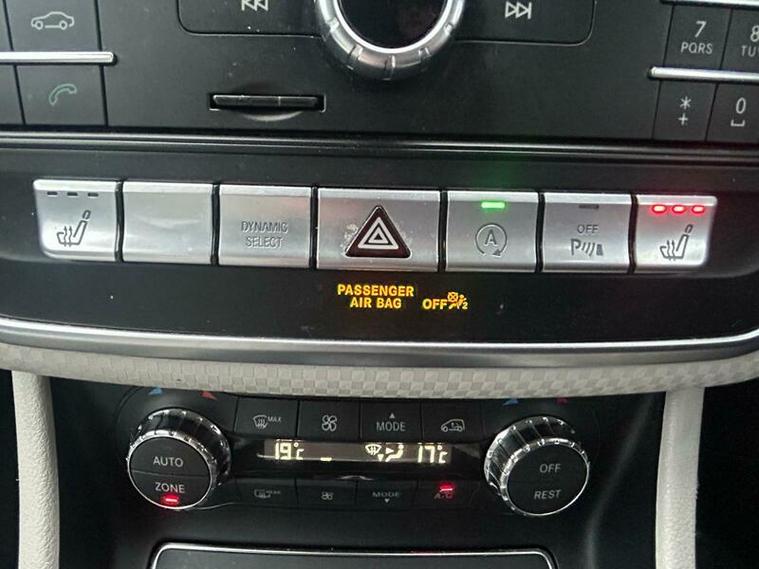 7
PQRS
8
TUV
*
+
0
DYNAMIC
SELECT
A
OFF
P
PASSENGER
AIR BAG OFF 2
MAX
MODE
AUTO
19°c
17°c
OFF
ZONE
REST
MODE
A/C